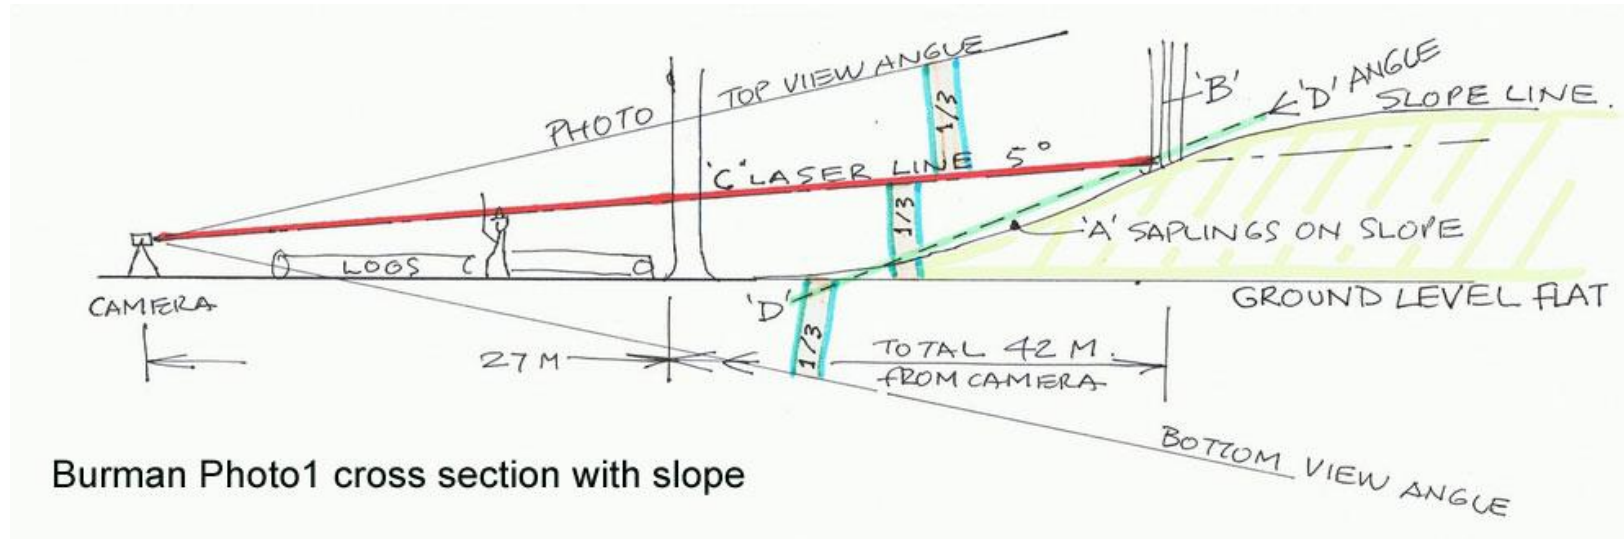 PHOTO TOP VIEW ANGLE
1/3
'B'
'D' ANGLE
SLOPE LINE.
'C' LASER LINE 5°
1/3
'A' SAPLINGS ON SLOPE
LOGS
CAMERA
'D'
GROUND LEVEL FLAT
1/3
27 M
TOTAL 42 M.
FROM CAMERA
BOTTOM VIEW ANGLE
Burman Photo1 cross section with slope